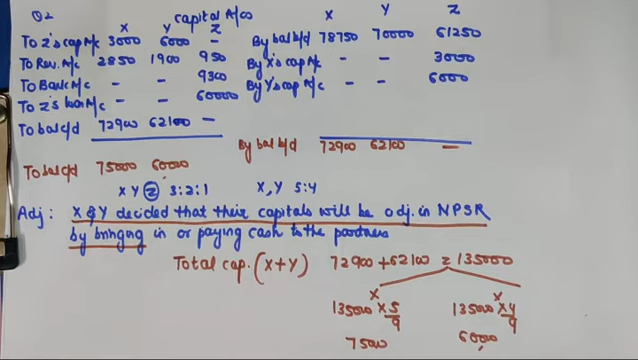 Q2 Capital A/cs
X Y Z X Y Z
To Z's cap A/c 3000 6000 - By bal b/d 78750 70000 61250
To Rev. A/c 2850 1900 950 By X's cap A/c - - 3000
To Bank A/c - - 9300 By Y's cap A/c - - 6000
To Z's loan A/c - - 60000
To bal c/d 72900 62100 -
By bal b/d 72900 62100 -
To bal c/d 75000 60000
X Y Z 3:2:1 X, Y 5:4
Adj: X & Y decided that their capitals will be adj. in NPSR
by bringing in or paying cash to the partners
Total cap. (X+Y) 72900 + 62100 = 135000
X Y
135000 × 5/9 135000 × 4/9
75000 60000